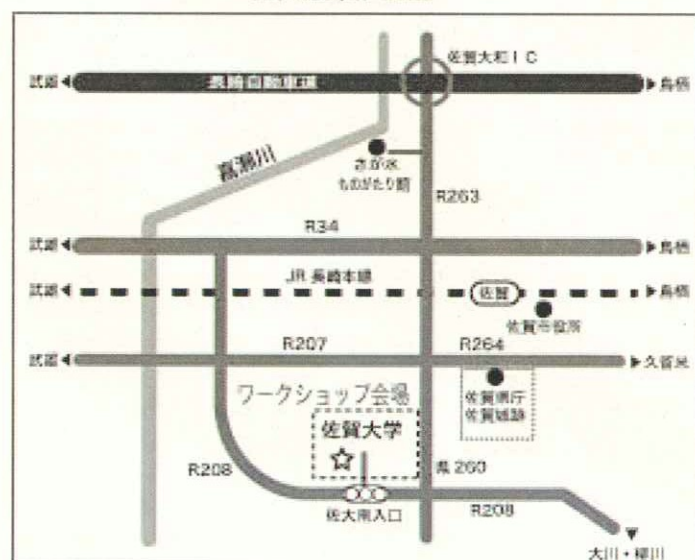 佐賀大和IC
武雄
長崎自動車道
鳥栖
嘉瀬川
さが水
ものがたり館
R263
R34
武雄
鳥栖
JR 長崎本線
武雄
佐賀
鳥栖
佐賀市役所
R207
R264
武雄
久留米
ワークショップ会場
佐賀県庁
佐賀城跡
佐賀大学
R208
県260
佐大南入口
R208
大川・柳川